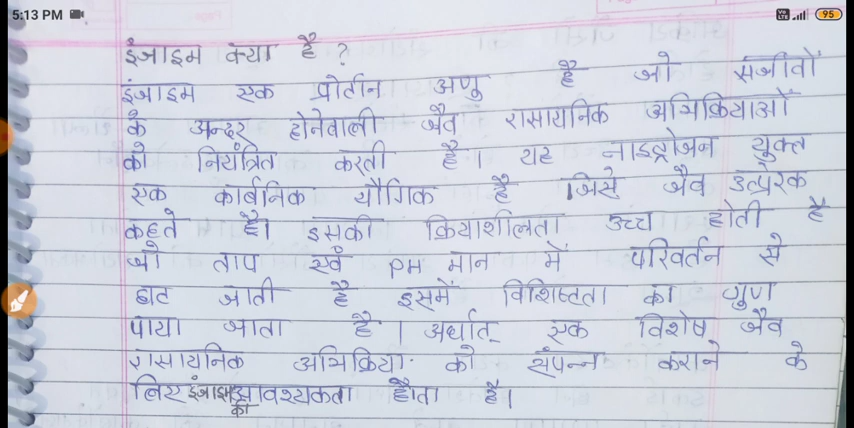 5:13 PM
95
इंजाइम क्या है ?
इंजाइम एक प्रोर्तान अणु है जो सजीवों
के अन्दर होनेवाली जैव रासायनिक अभिक्रियाओं
को नियंत्रित करती है। यह नाइट्रोजन युक्त
एक कार्बनिक यौगिक है जिसे जैव उत्प्रेरक
कहते है। इसकी क्रियाशीलता उच्च होती है
जो ताप एवं PM मान में परिवर्तन से
बट जाती है इसमें विशिष्टता का गुण
पाया जाता है। अर्थात् एक विशेष जैव
रासायनिक अभिक्रिया को संपन्न कराने के
लिए इंजाइम का आवश्यकता होता है।